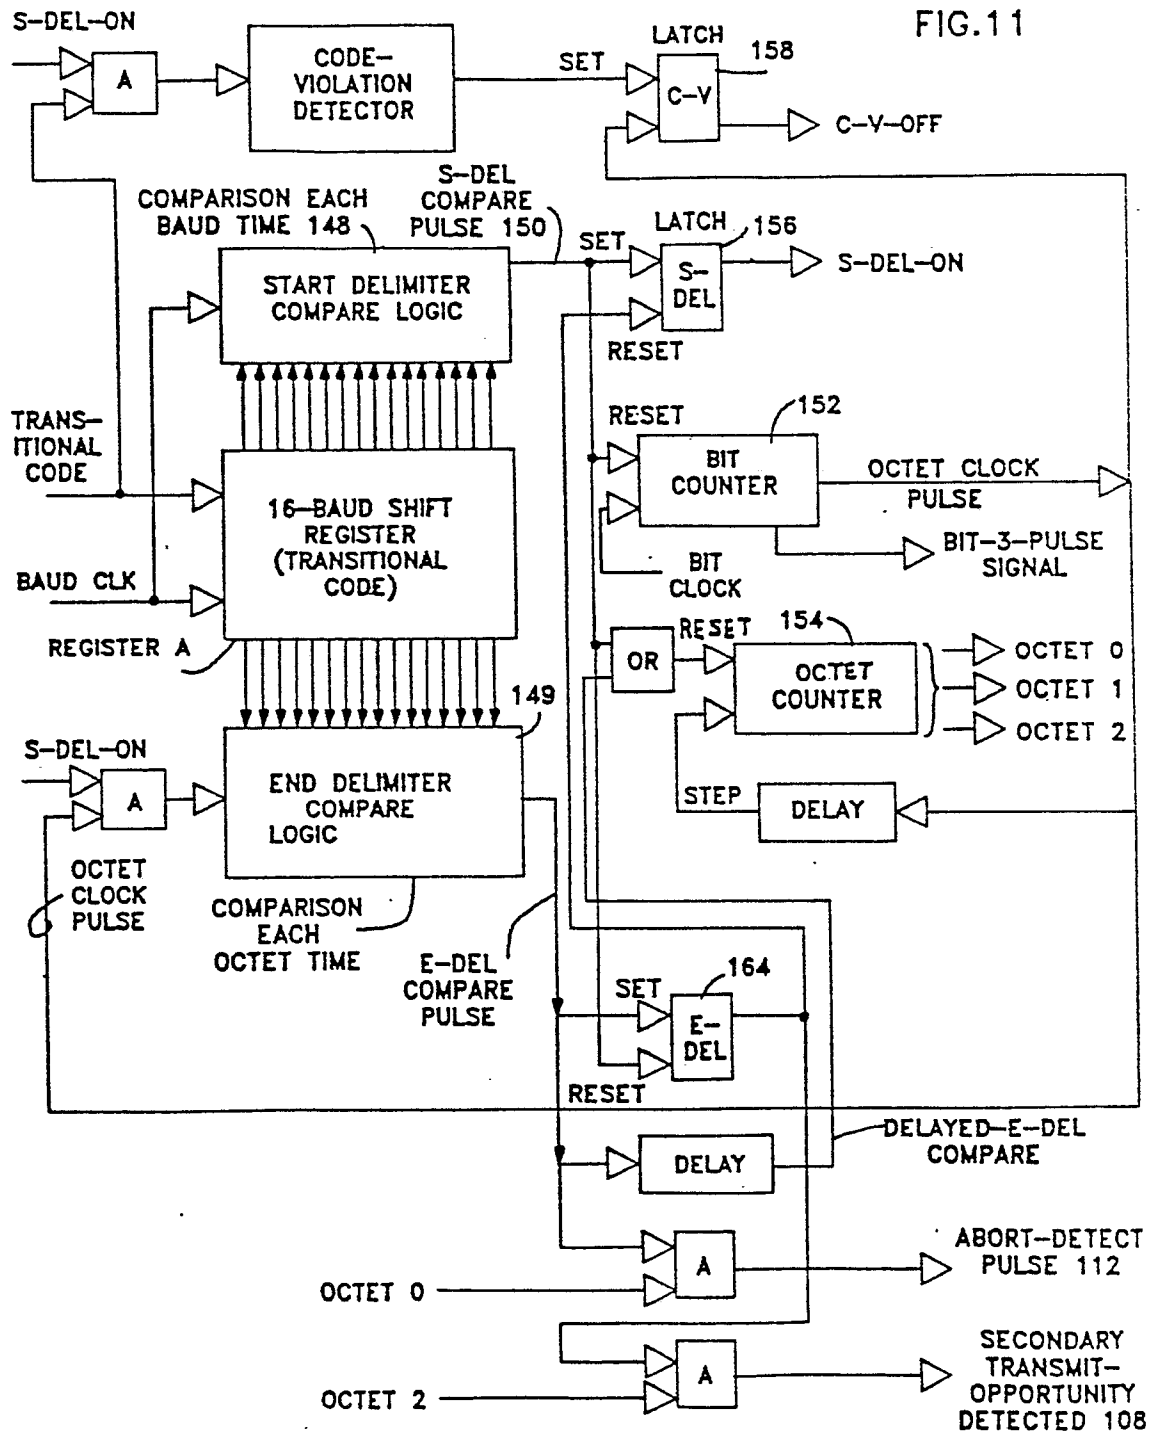 FIG.11
S-DEL-ON
A
CODE-
VIOLATION
DETECTOR
SET
LATCH
158
C-V
C-V-OFF
COMPARISON EACH
BAUD TIME 148
S-DEL
COMPARE
PULSE 150
START DELIMITER
COMPARE LOGIC
SET
LATCH
156
S-
DEL
S-DEL-ON
RESET
TRANS-
ITIONAL
CODE
16-BAUD SHIFT
REGISTER
(TRANSITIONAL
CODE)
BAUD CLK
REGISTER A
RESET
152
BIT
COUNTER
OCTET CLOCK
PULSE
BIT-3-PULSE
SIGNAL
BIT
CLOCK
OR
RESET
154
OCTET
COUNTER
OCTET 0
OCTET 1
OCTET 2
STEP
DELAY
149
S-DEL-ON
A
END DELIMITER
COMPARE
LOGIC
OCTET
CLOCK
PULSE
COMPARISON
EACH
OCTET TIME
E-DEL
COMPARE
PULSE
SET
164
E-
DEL
RESET
DELAY
DELAYED-E-DEL
COMPARE
A
OCTET 0
ABORT-DETECT
PULSE 112
A
OCTET 2
SECONDARY
TRANSMIT-
OPPORTUNITY
DETECTED 108